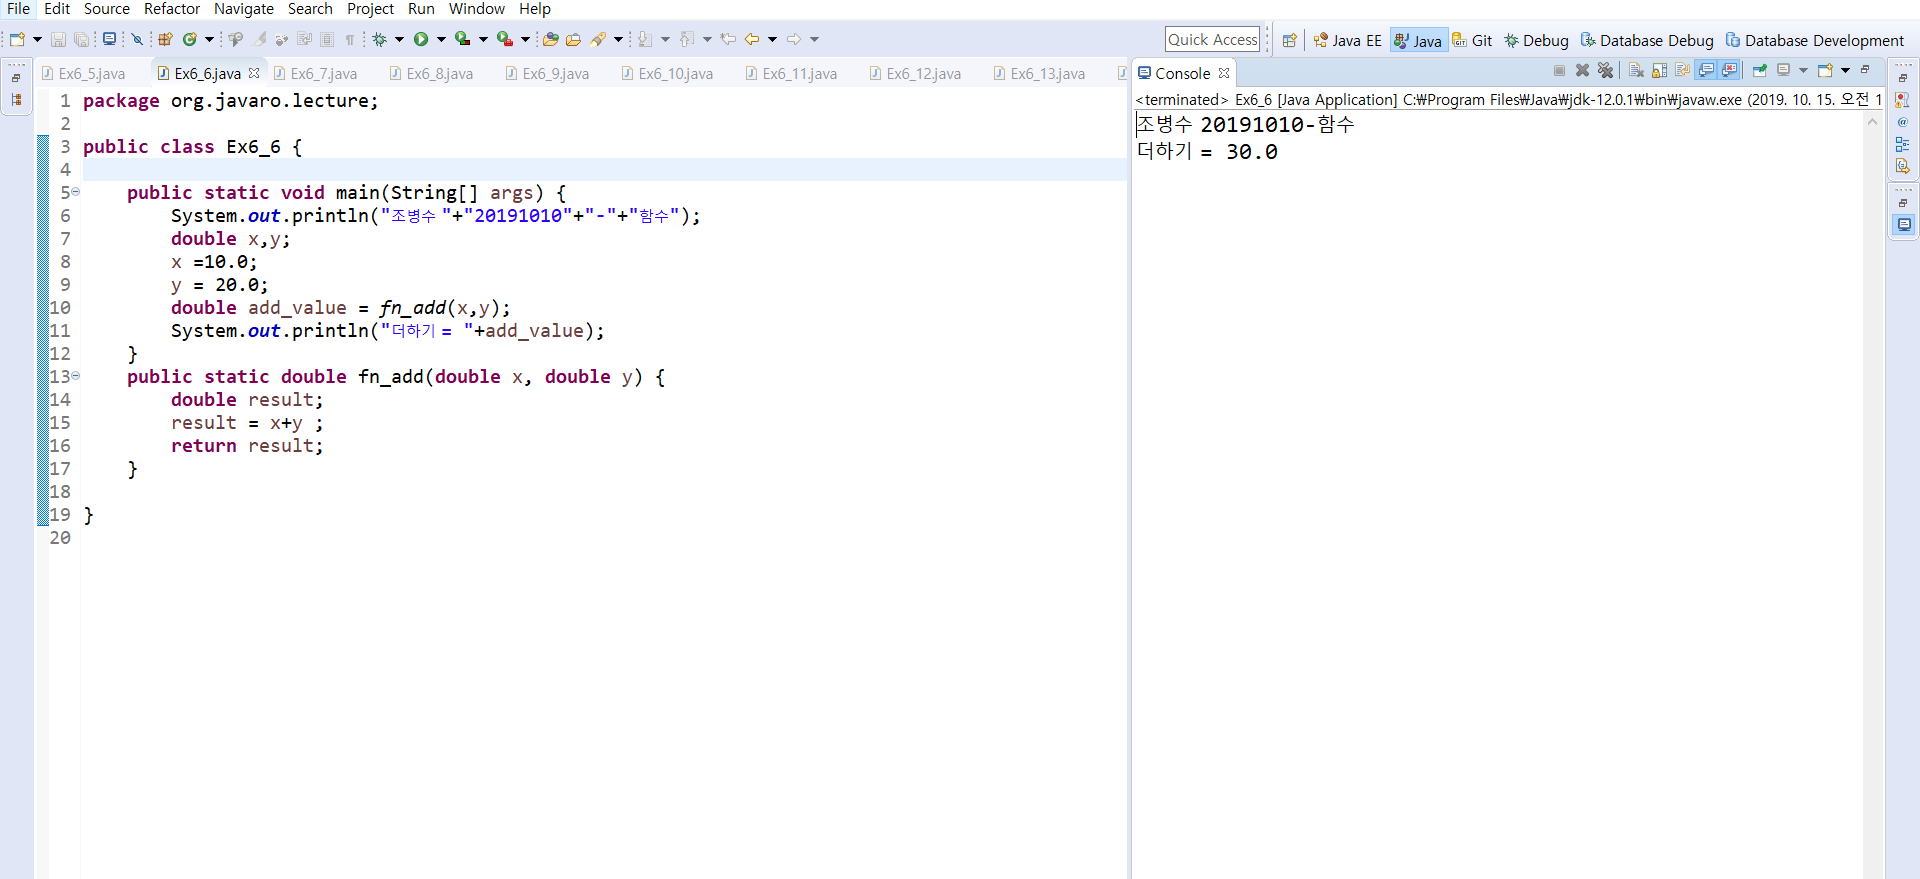 File Edit Source Refactor Navigate Search Project Run Window Help
Quick Access Java EE Java Git Debug Database Debug Database Development
Ex6_5.java Ex6_6.java Ex6_7.java Ex6_8.java Ex6_9.java Ex6_10.java Ex6_11.java Ex6_12.java Ex6_13.java
1 package org.javaro.lecture;
2
3 public class Ex6_6 {
4
5 public static void main(String[] args) {
6 System.out.println("조병수 "+"20191010"+"-"+"함수");
7 double x,y;
8 x =10.0;
9 y = 20.0;
10 double add_value = fn_add(x,y);
11 System.out.println("더하기 = "+add_value);
12 }
13 public static double fn_add(double x, double y) {
14 double result;
15 result = x+y ;
16 return result;
17 }
18
19 }
20
Console
<terminated> Ex6_6 [Java Application] C:₩Program Files₩Java₩jdk-12.0.1₩bin₩javaw.exe (2019. 10. 15. 오전 1
조병수 20191010-함수
더하기 = 30.0